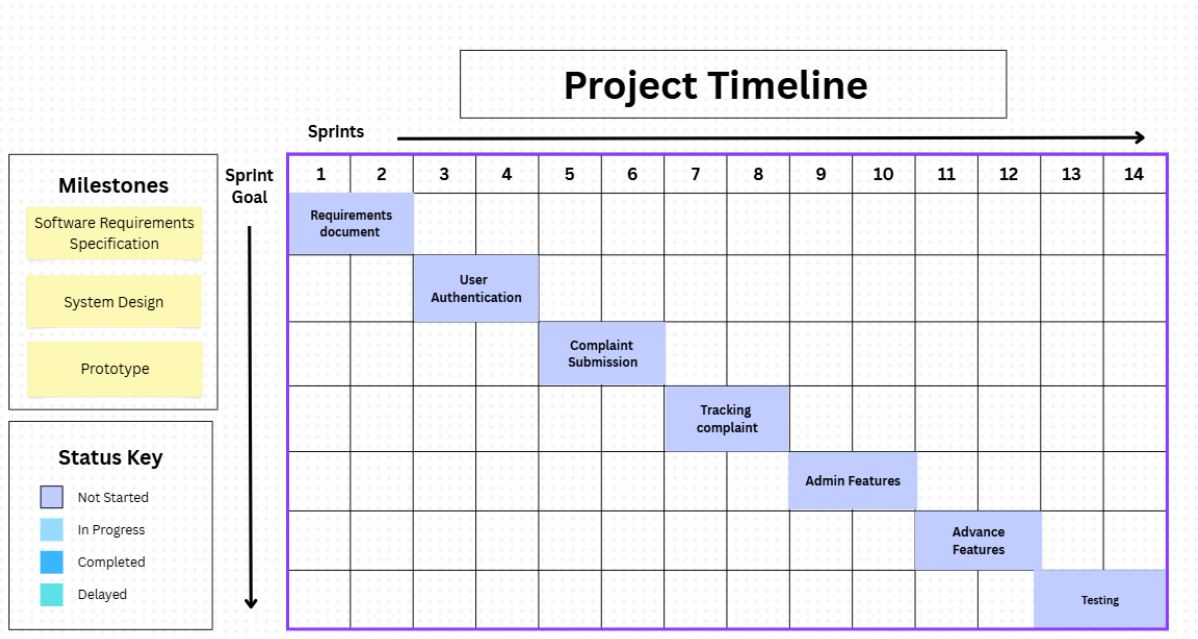 Project Timeline
Sprints
Milestones
Software Requirements
Specification
System Design
Prototype
Status Key
Not Started
In Progress
Completed
Delayed
Sprint
Goal
1 2 3 4 5 6 7 8 9 10 11 12 13 14
Requirements
document
User
Authentication
Complaint
Submission
Tracking
complaint
Admin Features
Advance
Features
Testing